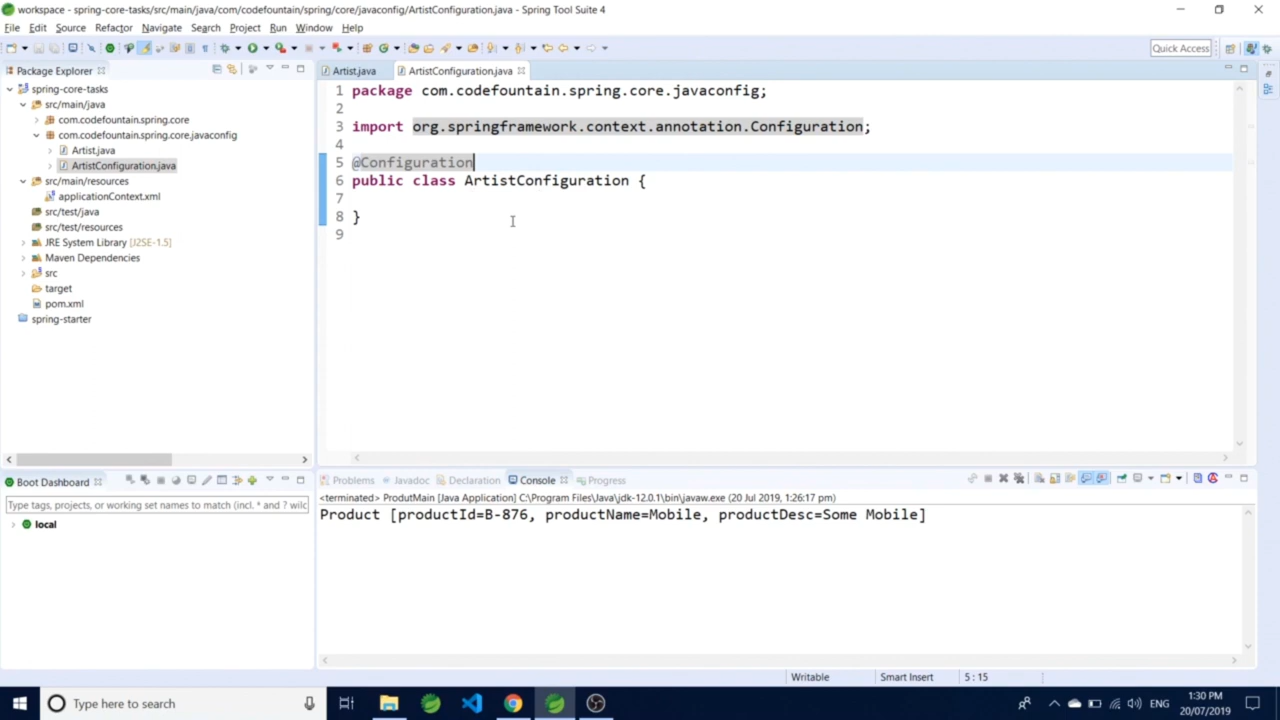 workspace - spring-core-tasks/src/main/java/com/codefountain/spring/core/javaconfig/ArtistConfiguration.java - Spring Tool Suite 4
File Edit Source Refactor Navigate Search Project Run Window Help
Quick Access
Package Explorer
spring-core-tasks
src/main/java
com.codefountain.spring.core
com.codefountain.spring.core.javaconfig
Artist.java
ArtistConfiguration.java
src/main/resources
applicationContext.xml
src/test/java
src/test/resources
JRE System Library [J2SE-1.5]
Maven Dependencies
src
target
pom.xml
spring-starter
Artist.java ArtistConfiguration.java
1 package com.codefountain.spring.core.javaconfig;
2
3 import org.springframework.context.annotation.Configuration;
4
5 @Configuration
6 public class ArtistConfiguration {
7
8 }
9
Boot Dashboard
Type tags, projects, or working set names to match (incl. * and ? wilc
local
Problems Javadoc Declaration Console Progress
<terminated> ProdutMain [Java Application] C:\Program Files\Java\jdk-12.0.1\bin\javaw.exe (20 Jul 2019, 1:26:17 pm)
Product [productId=B-876, productName=Mobile, productDesc=Some Mobile]
Writable Smart Insert 5 : 15
Type here to search
ENG
1:30 PM
20/07/2019